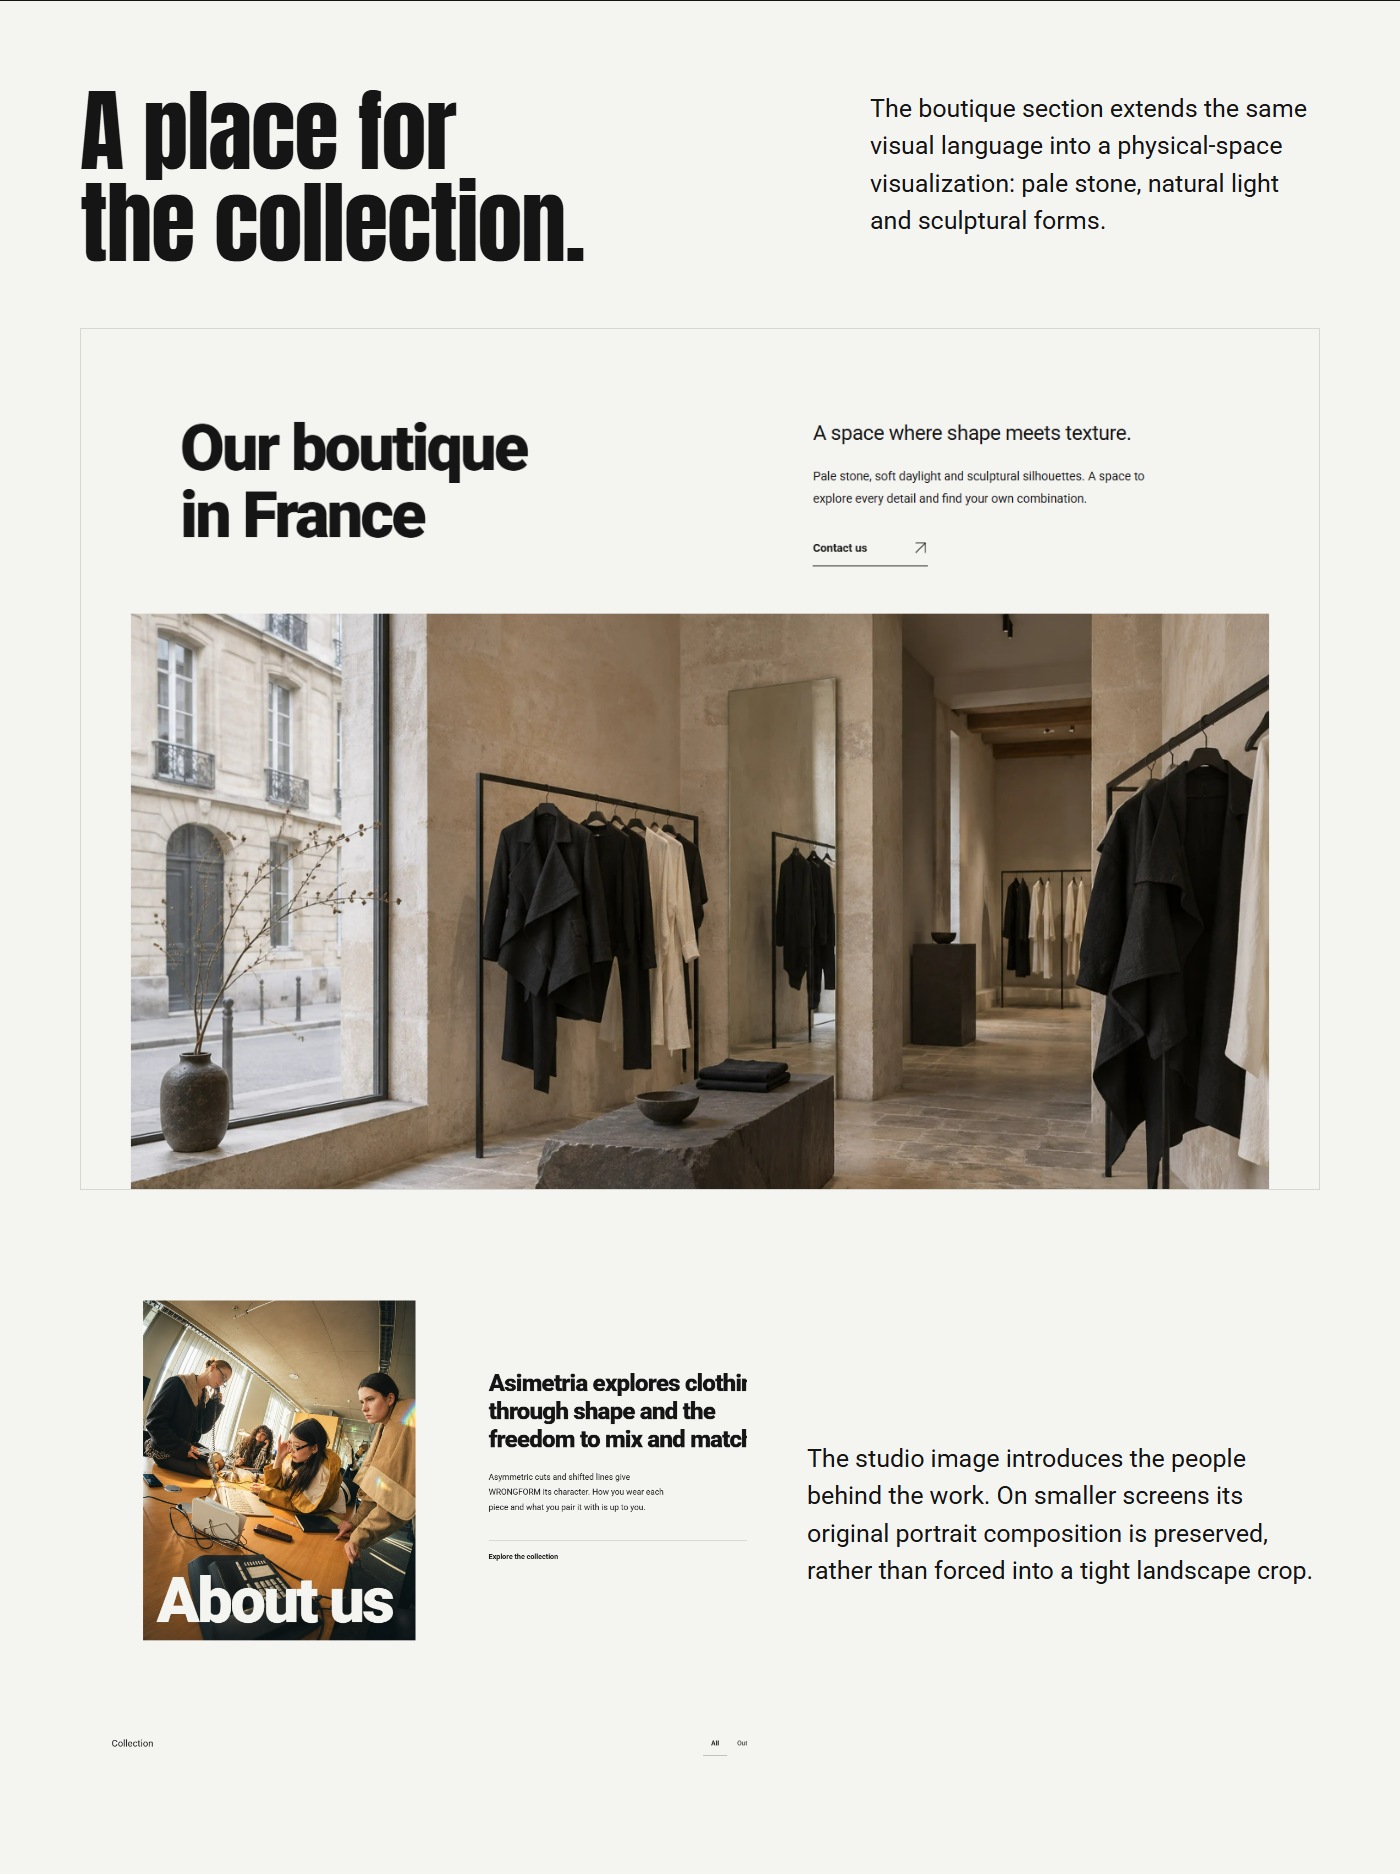 A place for
the collection.
The boutique section extends the same
visual language into a physical-space
visualization: pale stone, natural light
and sculptural forms.
Our boutique
in France
A space where shape meets texture.
Pale stone, soft daylight and sculptural silhouettes. A space to
explore every detail and find your own combination.
Contact us
About us
Asimetria explores
through shape and the
freedom to mix and
Asymmetric cuts and shifted lines give
WRONGFORM its character. How you wear each
piece and what you pair it with is up to you.
Explore the collection
The studio image introduces the people
behind the work. On smaller screens its
original portrait composition is preserved,
rather than forced into a tight landscape crop.
Collection
All